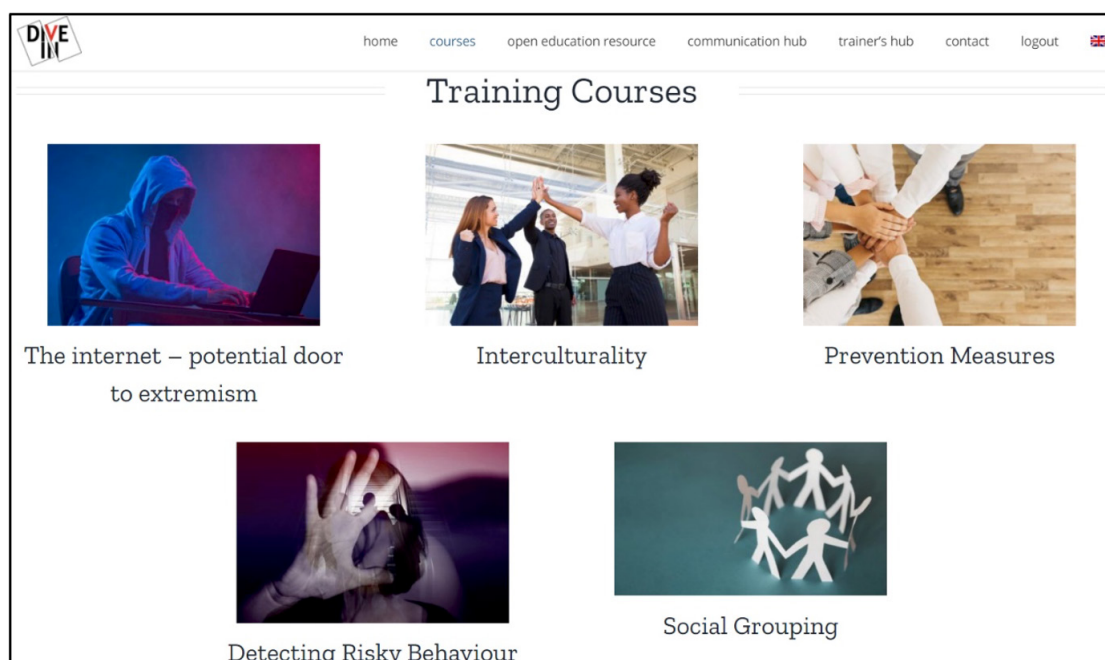 DIVE
IN
home courses open education resource communication hub trainer's hub contact logout
Training Courses
The internet – potential door
to extremism
Interculturality
Prevention Measures
Detecting Risky Behaviour
Social Grouping